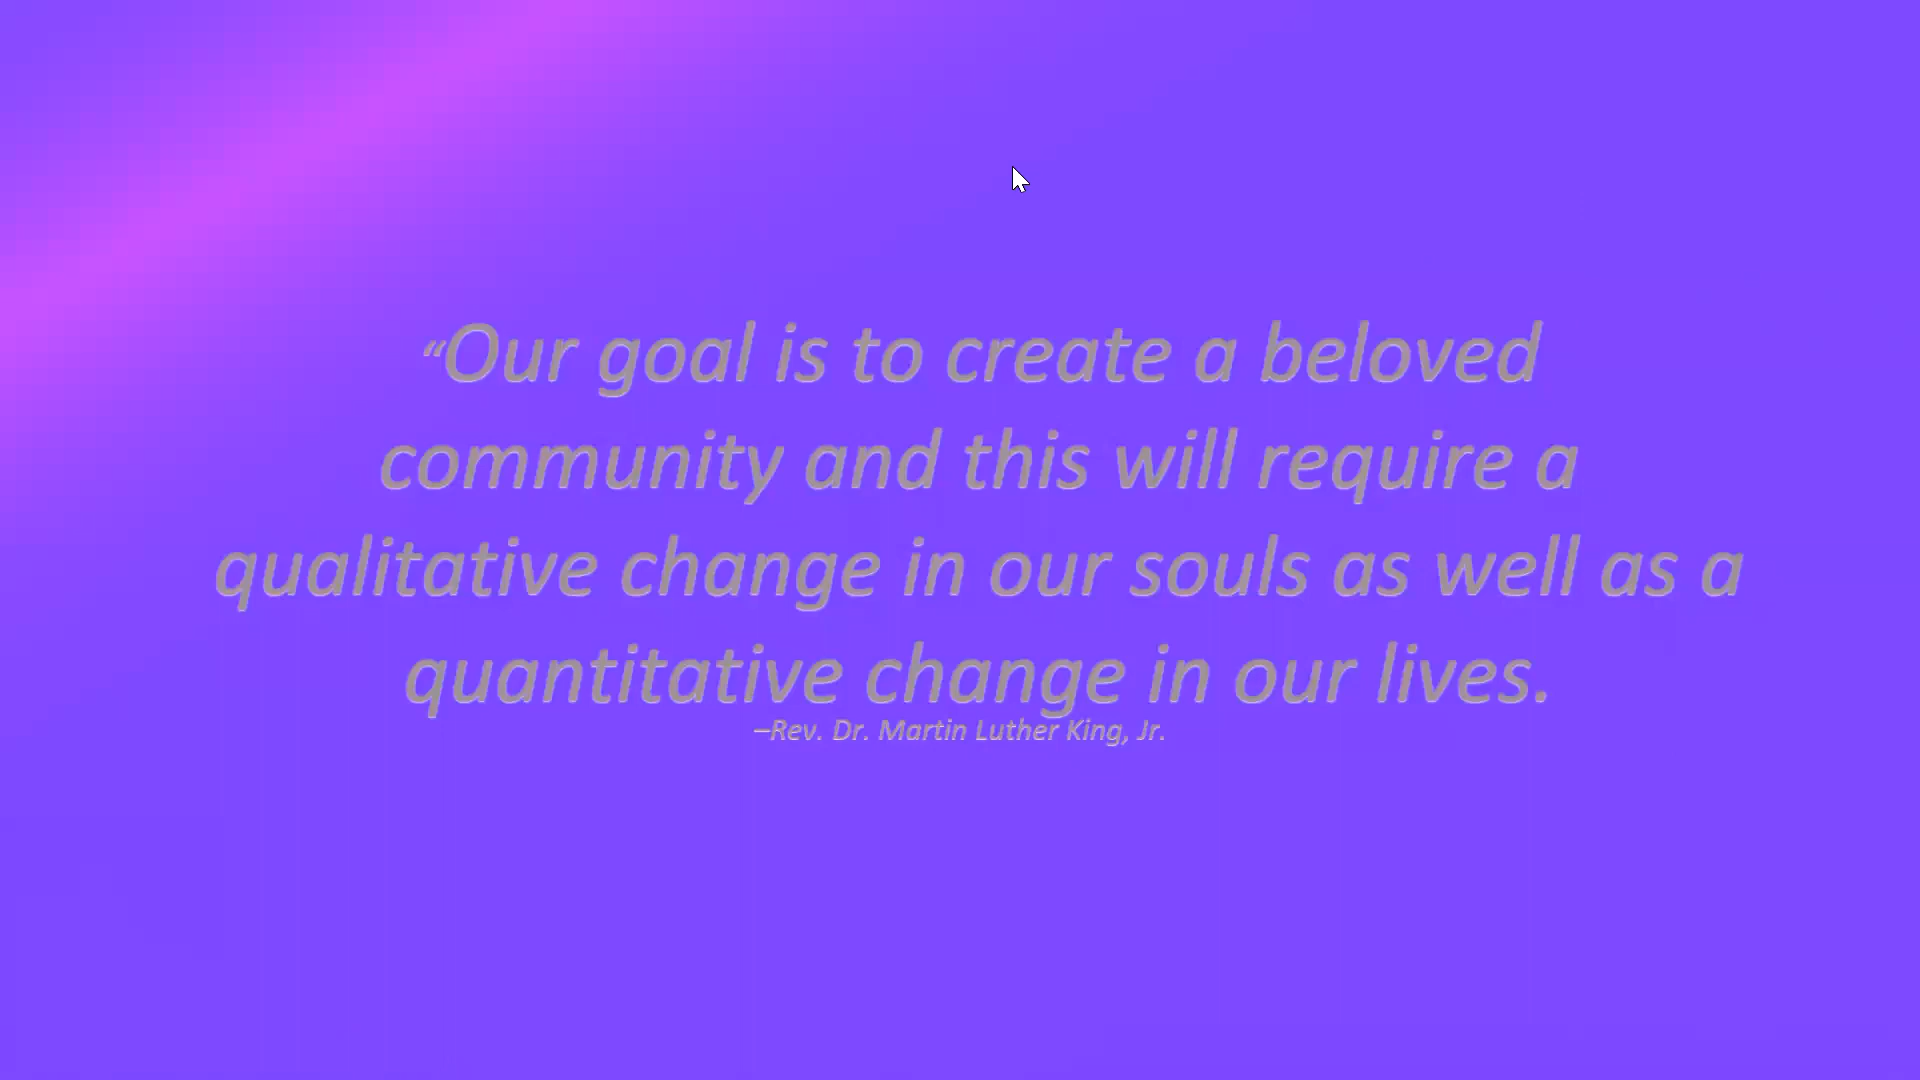 “Our goal is to create a beloved
community and this will require a
qualitative change in our souls as well as a
quantitative change in our lives.
–Rev. Dr. Martin Luther King, Jr.